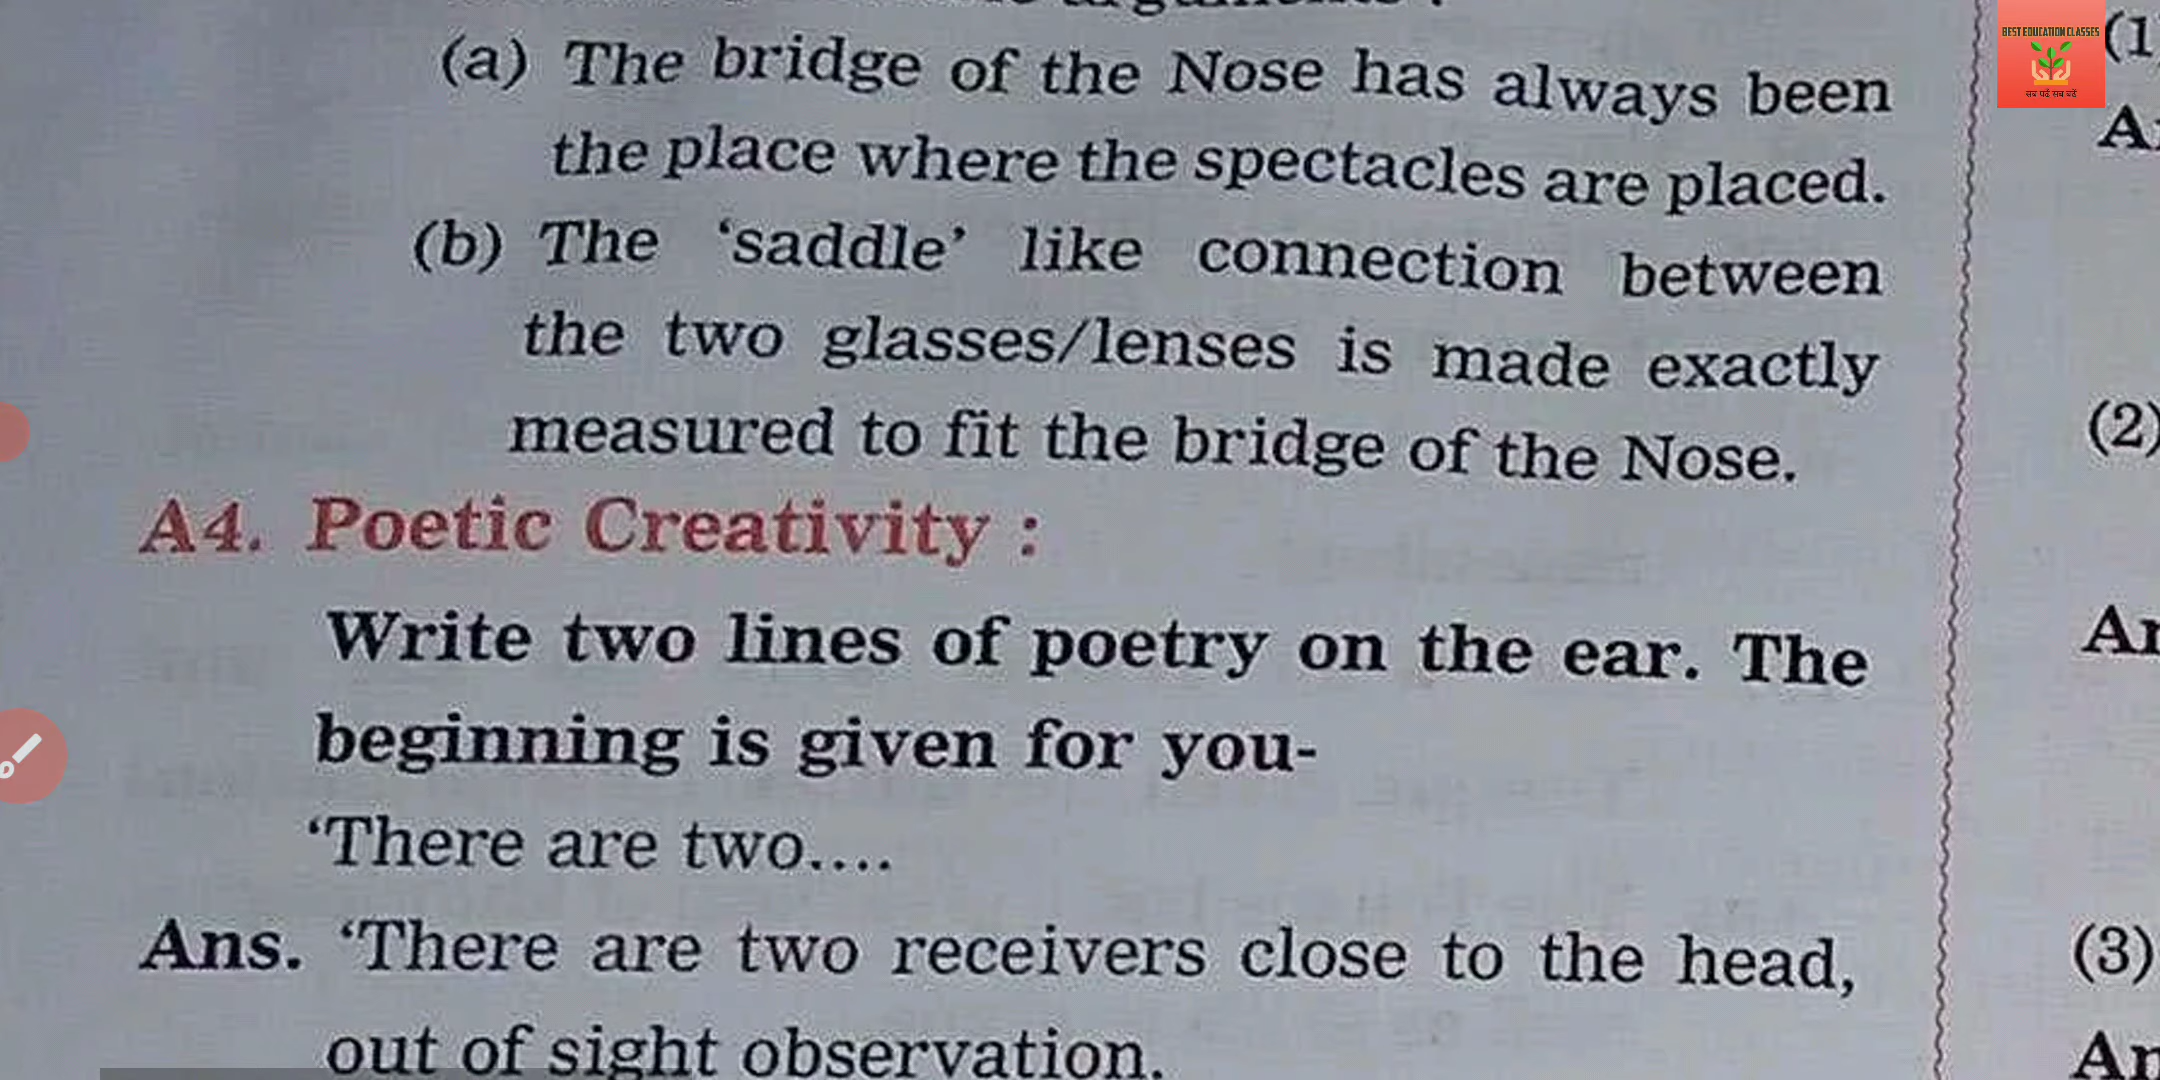 (a) The bridge of the Nose has always been
the place where the spectacles are placed.
(b) The ‘saddle’ like connection between
the two glasses/lenses is made exactly
measured to fit the bridge of the Nose.
A4. Poetic Creativity :
Write two lines of poetry on the ear. The
beginning is given for you-
‘There are two....
Ans. ‘There are two receivers close to the head,
out of sight observation.
BEST EDUCATION CLASSES
सब पढ़ें सब बढ़ें
(1
(2)
(3)